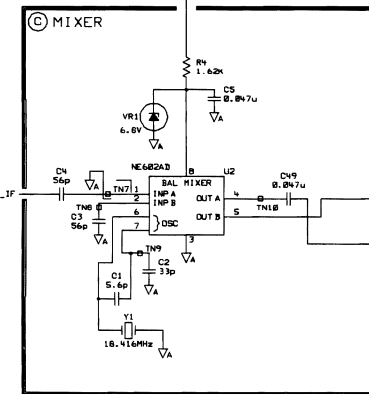 Ⓒ MIXER
R4
1.62K
C5
0.047u
VR1
6.8V
A
A
NE602AD
8
U2
C4
56p
_IF
A
TN7
1
INP A
BAL MIXER
2
INP B
OUT A
4
C49
0.047u
TN10
TN6
C3
56p
6
OSC
7
OUT B
5
A
TN9
3
C1
5.6p
C2
33p
A
A
Y1
18.416MHz
A